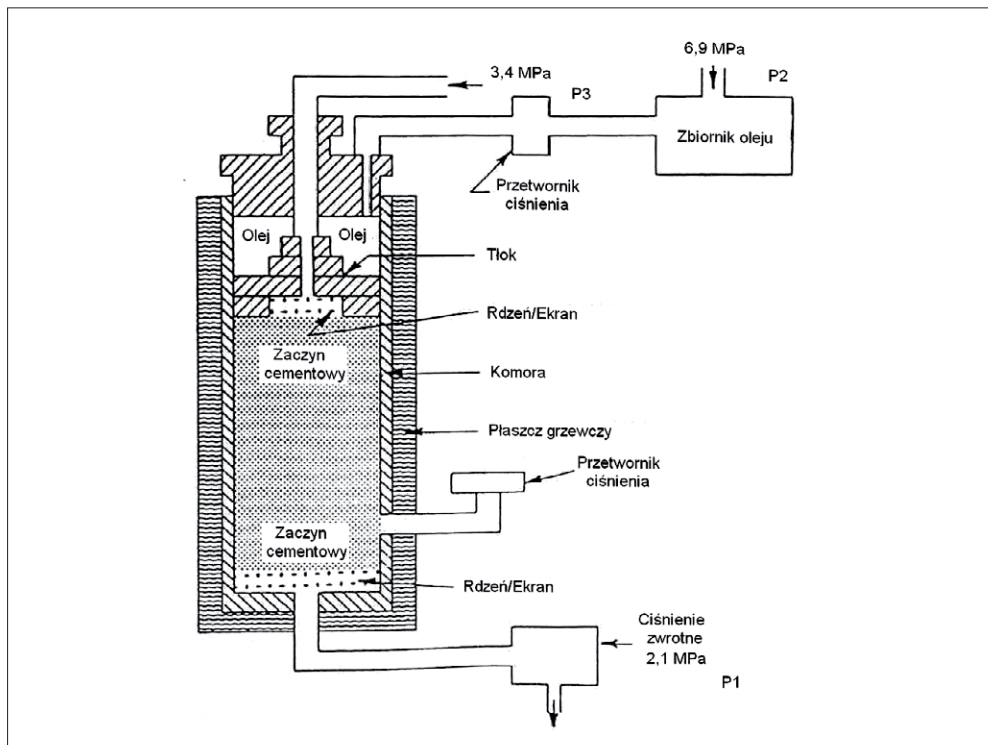 6,9 MPa
P2
3,4 MPa
P3
Zbiornik oleju
Przetwornik
ciśnienia
Olej
Olej
Tłok
Rdzeń/Ekran
Zaczyn
cementowy
Komora
Płaszcz grzewczy
Przetwornik
ciśnienia
Zaczyn
cementowy
Rdzeń/Ekran
Ciśnienie
zwrotne
2,1 MPa
P1